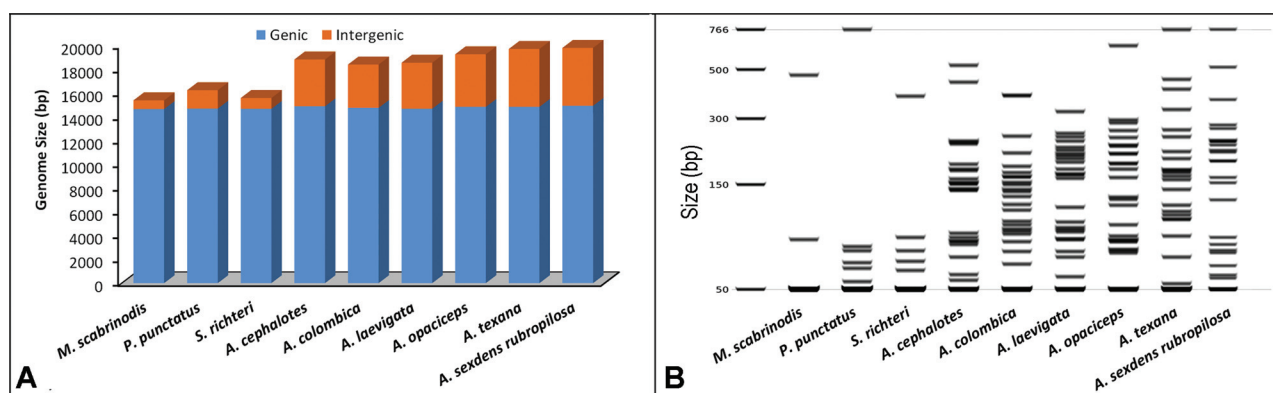 Genic Intergenic
Genome Size (bp)
20000
18000
16000
14000
12000
10000
8000
6000
4000
2000
0
M. scabrinodis
P. punctatus
S. richteri
A. cephalotes
A. colombica
A. laevigata
A. opaciceps
A. texana
A. sexdens rubropilosa
A
Size (bp)
766
500
300
150
50
M. scabrinodis
P. punctatus
S. richteri
A. cephalotes
A. colombica
A. laevigata
A. opaciceps
A. texana
A. sexdens rubropilosa
B